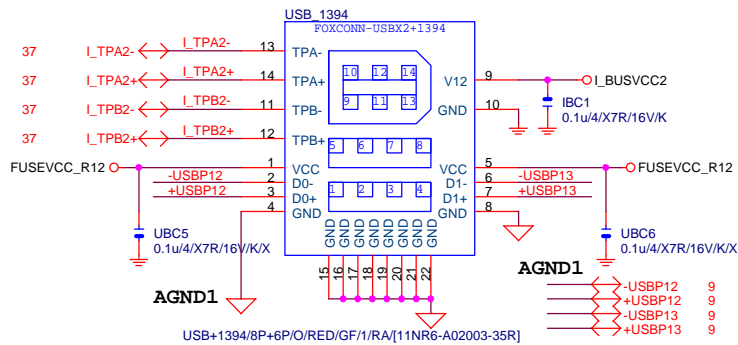 USB_1394
FOXCONN-USBX2+1394
37 I_TPA2- I_TPA2- 13 TPA-
37 I_TPA2+ I_TPA2+ 14 TPA+
37 I_TPB2- I_TPB2- 11 TPB-
37 I_TPB2+ I_TPB2+ 12 TPB+
10 12 14
9 11 13
V12 9 I_BUSVCC2
GND 10
IBC1
0.1u/4/X7R/16V/K
5 6 7 8
1 2 3 4
FUSEVCC_R12 1 VCC
-USBP12 2 D0-
+USBP12 3 D0+
4 GND
VCC 5 FUSEVCC_R12
D1- 6 -USBP13
D1+ 7 +USBP13
GND 8
UBC5
0.1u/4/X7R/16V/K/X
UBC6
0.1u/4/X7R/16V/K/X
GND GND GND GND GND GND GND GND
15 16 17 18 19 20 21 22
AGND1
AGND1
-USBP12 9
+USBP12 9
-USBP13 9
+USBP13 9
USB+1394/8P+6P/O/RED/GF/1/RA/[11NR6-A02003-35R]